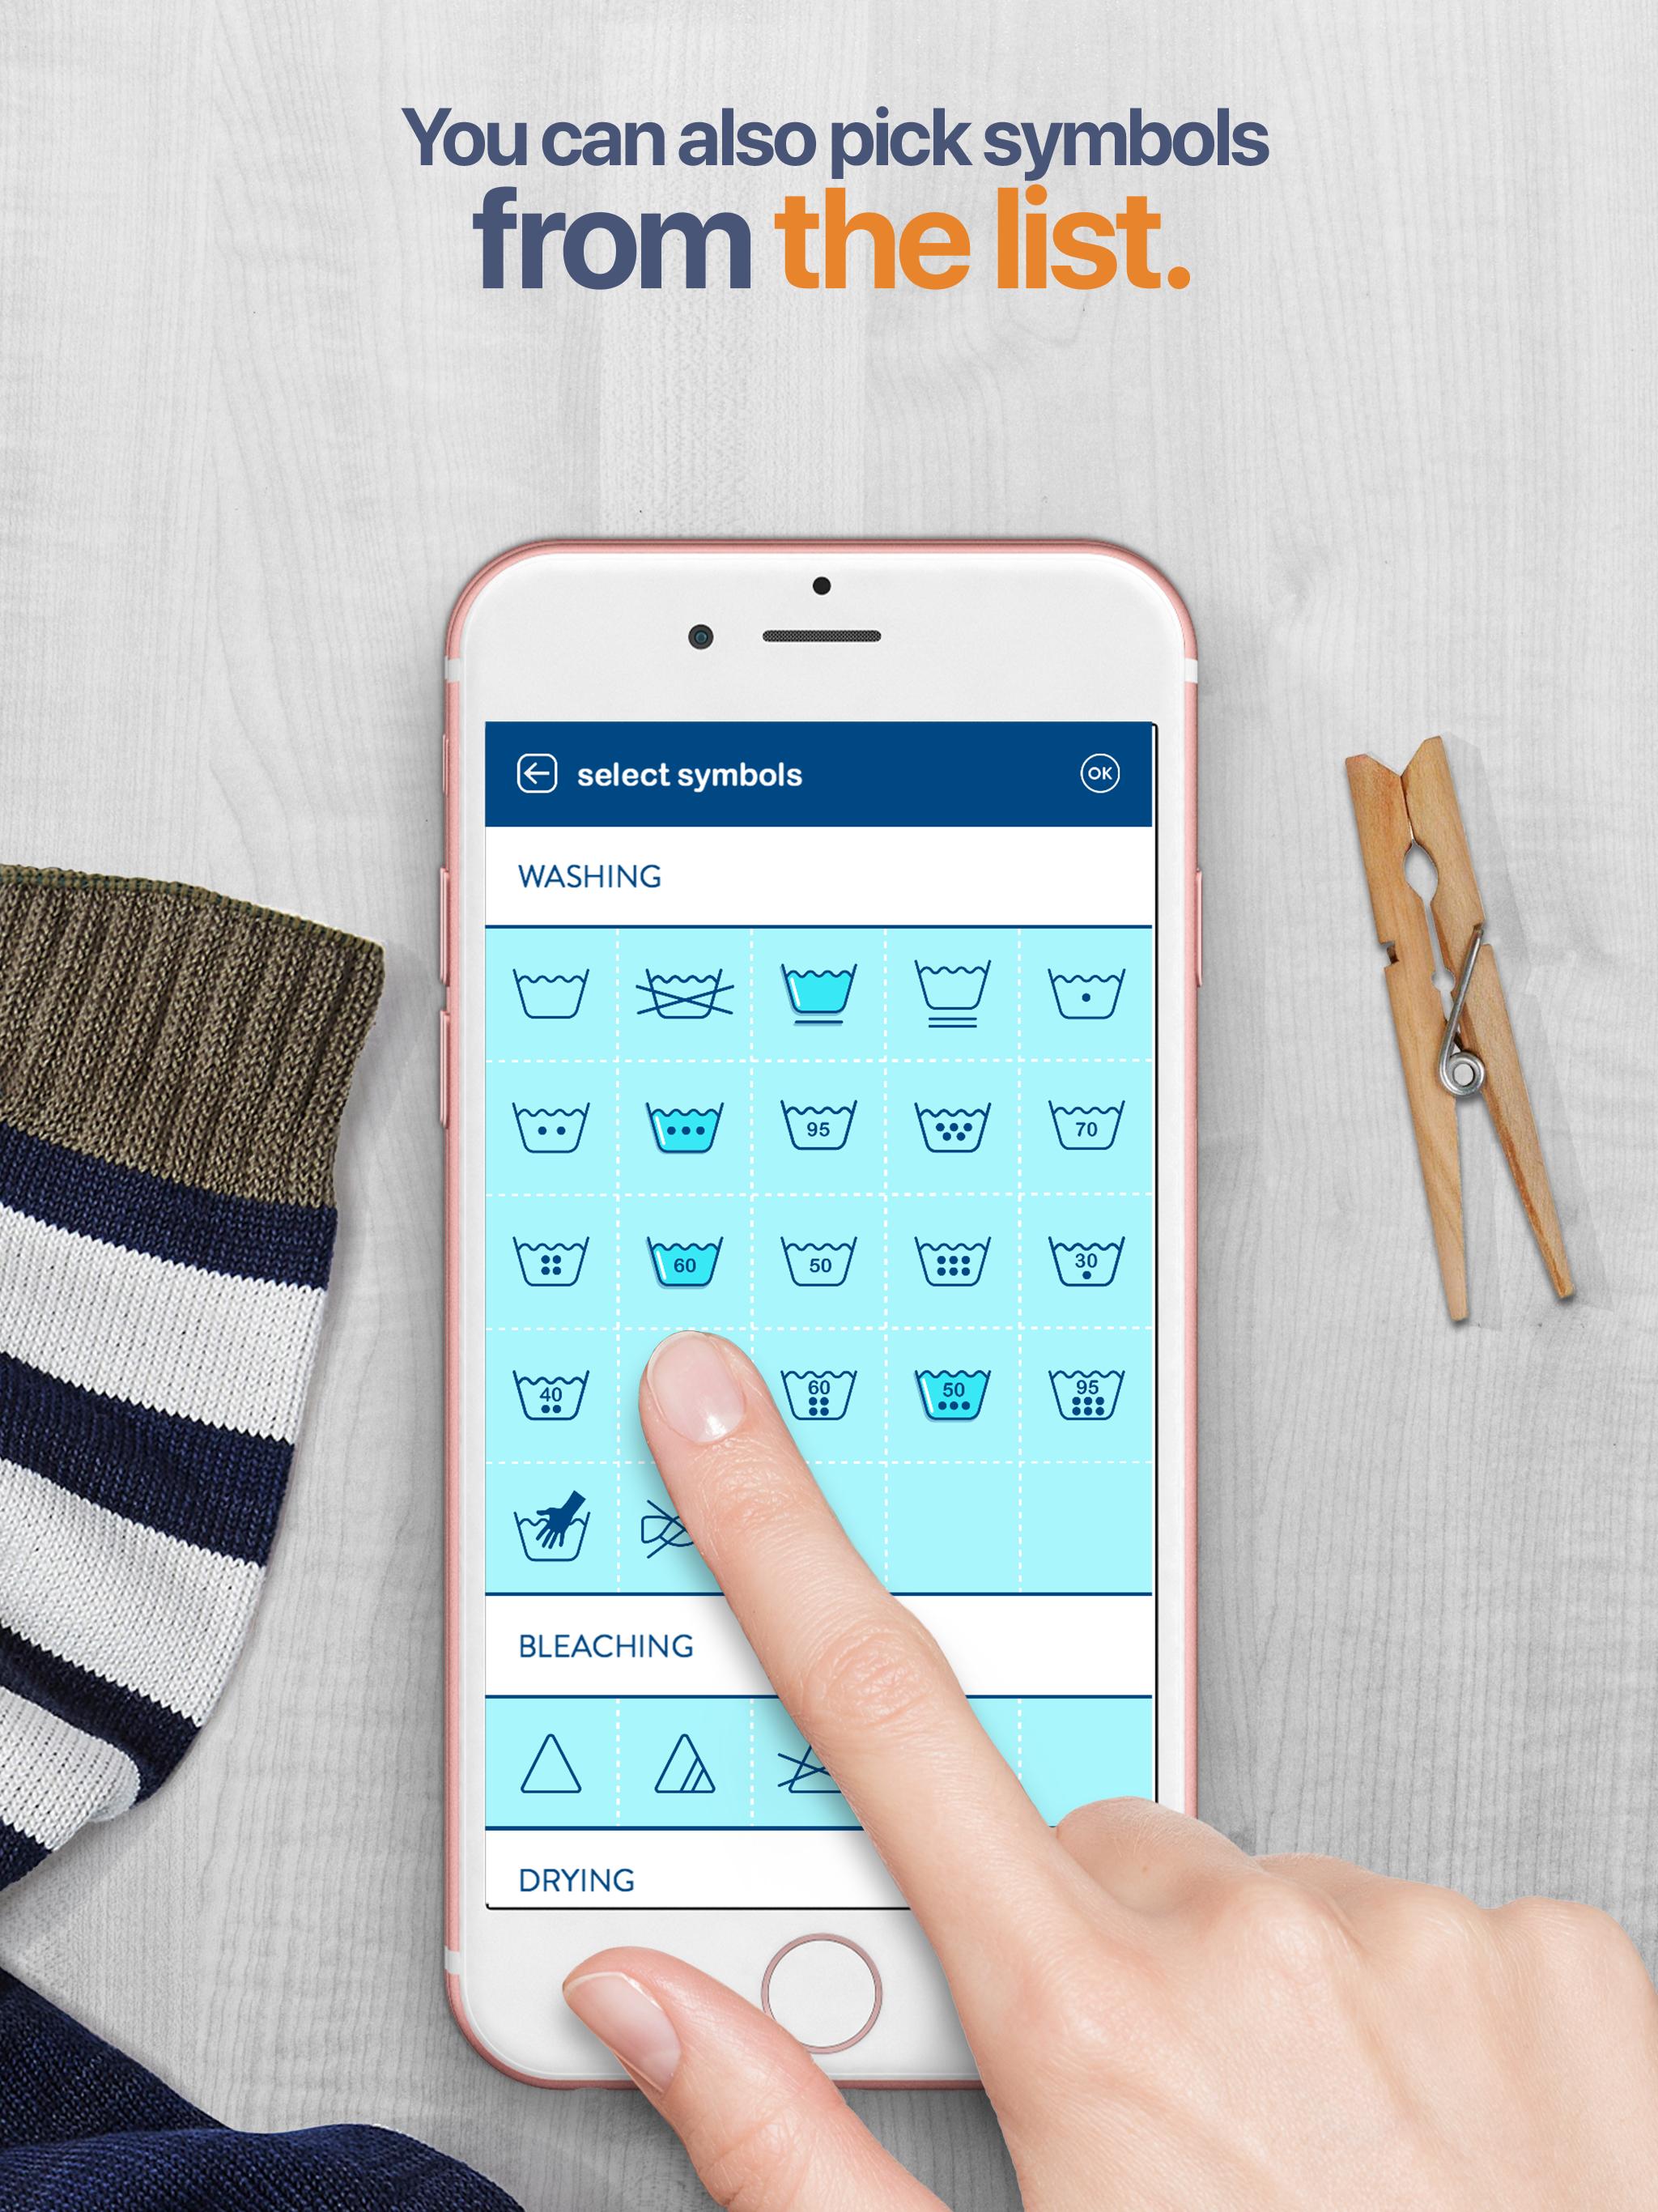 You can also pick symbols
from the list.
select symbols
OK
WASHING
95
70
60
50
30
40
60
50
95
BLEACHING
DRYING